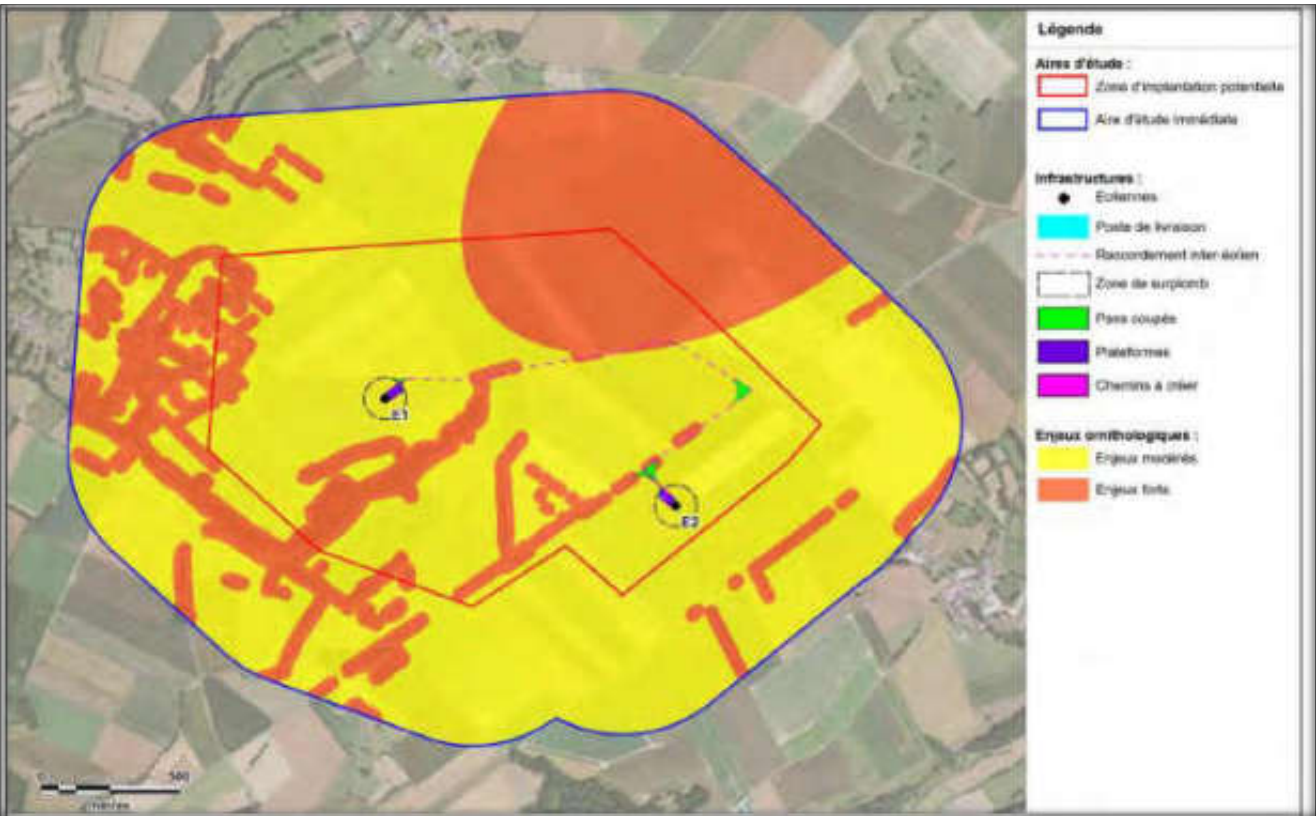 Légende
Aires d'étude :
Zone d'implantation potentielle
Aire d'étude immédiate
Infrastructures :
Eoliennes
Poste de livraison
Raccordement inter-éolien
Zone de surplomb
Pans coupés
Plateformes
Chemins à créer
Enjeux ornithologiques :
Enjeux modérés
Enjeux forts
E1
E2
0 500
mètres